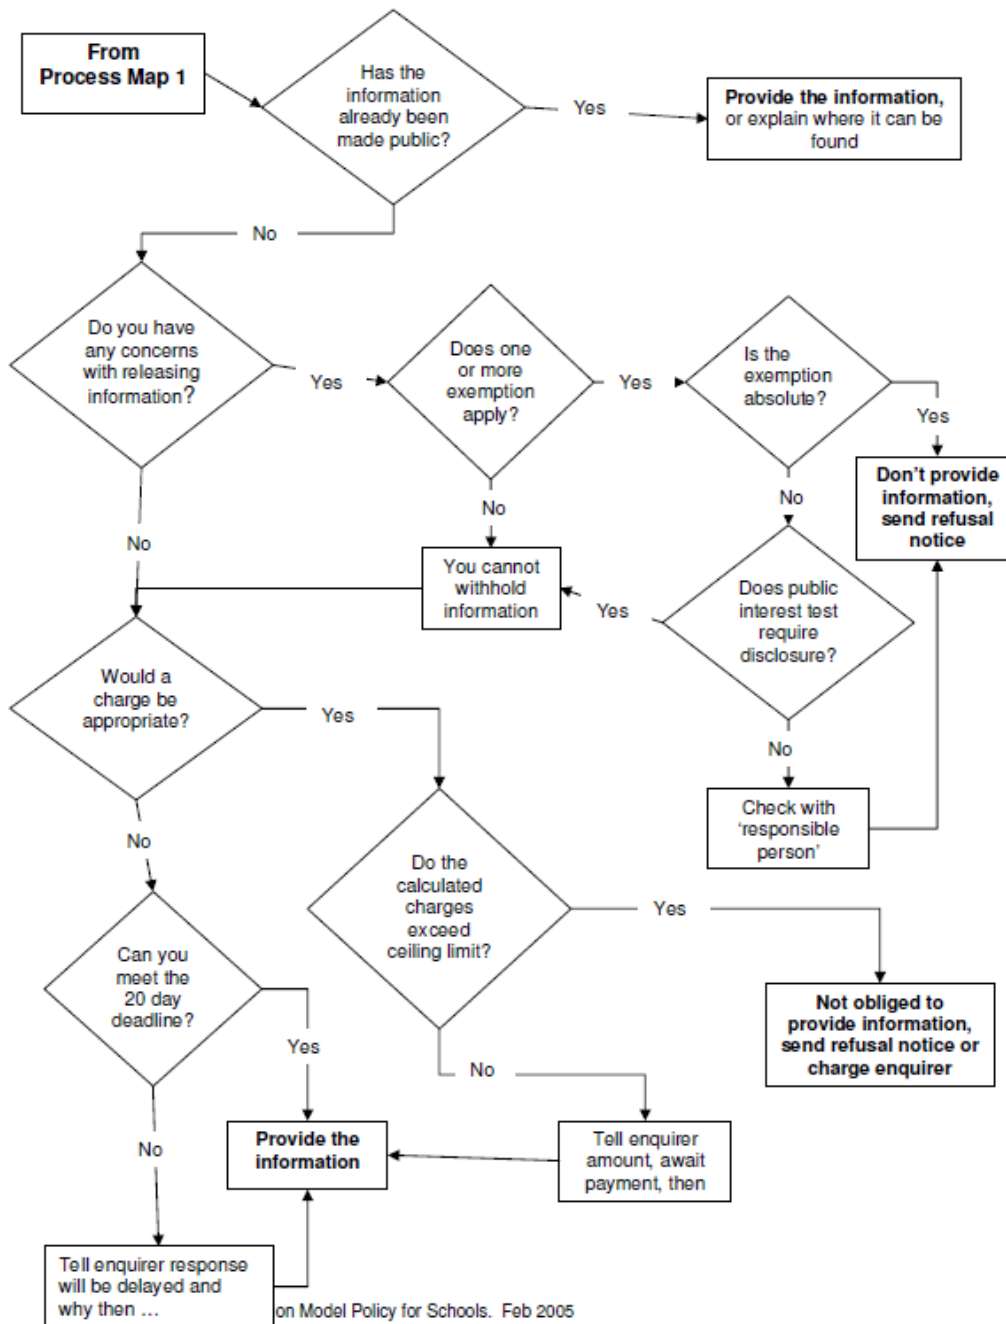 From
Process Map 1
Has the
information
already been
made public?
Yes
Provide the information,
or explain where it can be
found
No
Do you have
any concerns
with releasing
information?
Yes
Does one
or more
exemption
apply?
Yes
Is the
exemption
absolute?
Yes
Don't provide
information,
send refusal
notice
No
No
No
You cannot
withhold
information
Yes
Does public
interest test
require
disclosure?
Would a
charge be
appropriate?
Yes
No
Check with
'responsible
person'
No
Do the
calculated
charges
exceed
ceiling limit?
Yes
Can you
meet the
20 day
deadline?
Yes
Not obliged to
provide information,
send refusal notice or
charge enquirer
No
No
Provide the
information
Tell enquirer
amount, await
payment, then
Tell enquirer response
will be delayed and
why then ...
on Model Policy for Schools. Feb 2005